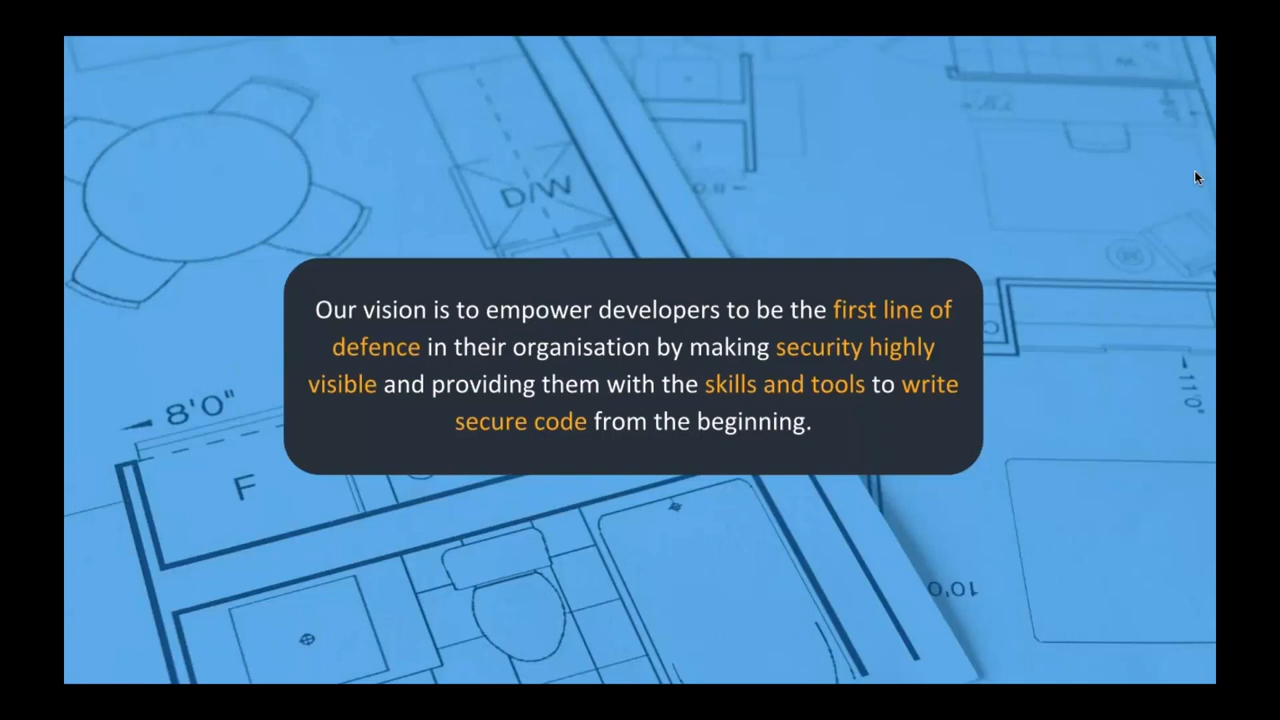 D/W
Our vision is to empower developers to be the first line of
defence in their organisation by making security highly
visible and providing them with the skills and tools to write
secure code from the beginning.
8'0"
F
11'0"
10'0